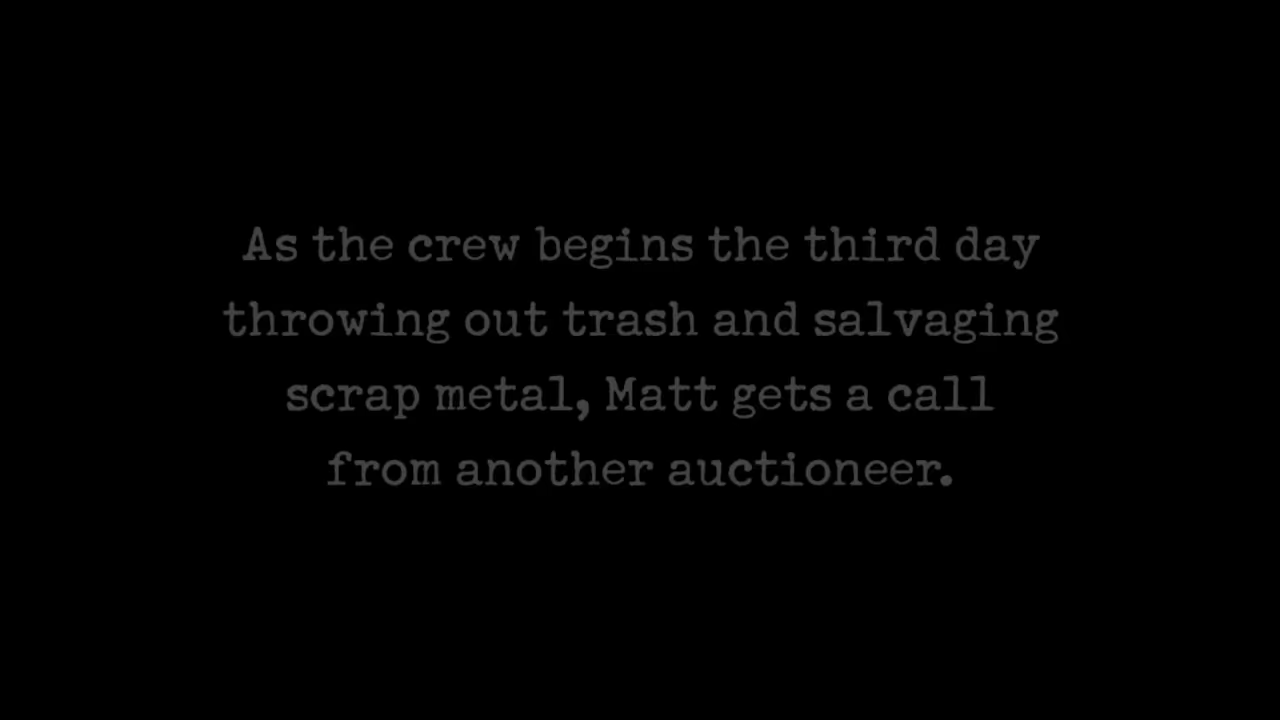 As the crew begins the third day
throwing out trash and salvaging
scrap metal, Matt gets a call
from another auctioneer.